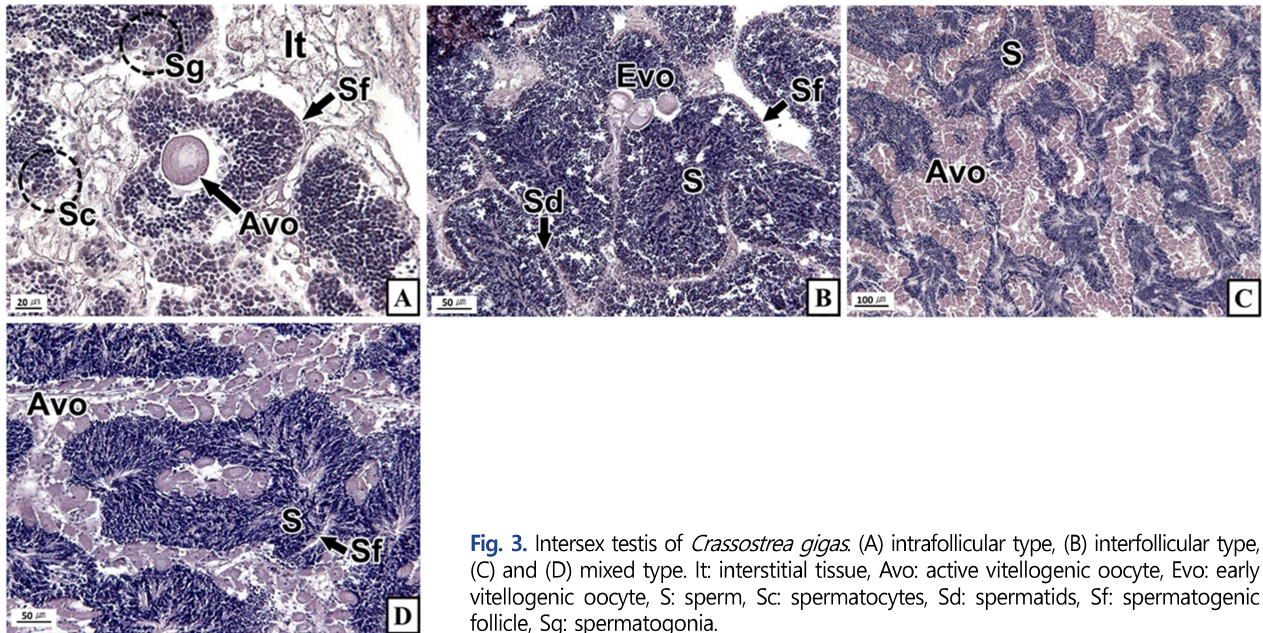 Sg
It
Sf
Sc
Avo
20 μm
A
Evo
Sf
Sd
S
50 μm
B
S
Avo
100 μm
C
Avo
S
Sf
50 μm
D
Fig. 3. Intersex testis of Crassostrea gigas. (A) intrafollicular type, (B) interfollicular type,
(C) and (D) mixed type. It: interstitial tissue, Avo: active vitellogenic oocyte, Evo: early
vitellogenic oocyte, S: sperm, Sc: spermatocytes, Sd: spermatids, Sf: spermatogenic
follicle, Sg: spermatogonia.